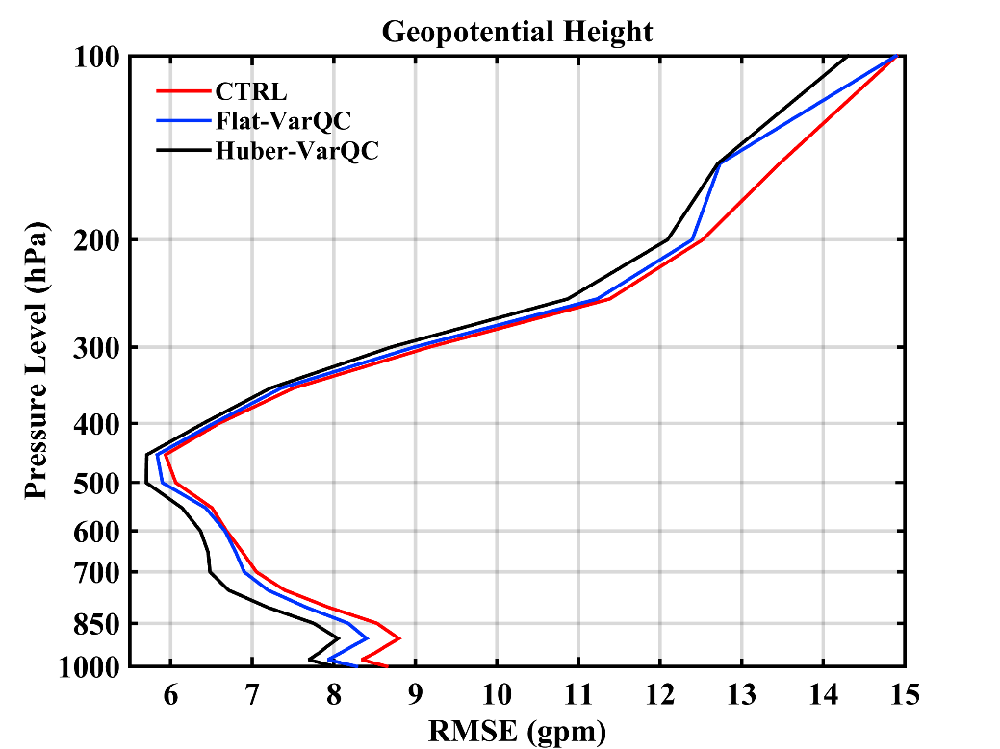 Geopotential Height
CTRL
Flat-VarQC
Huber-VarQC
Pressure Level (hPa)
100
200
300
400
500
600
700
850
1000
6 7 8 9 10 11 12 13 14 15
RMSE (gpm)